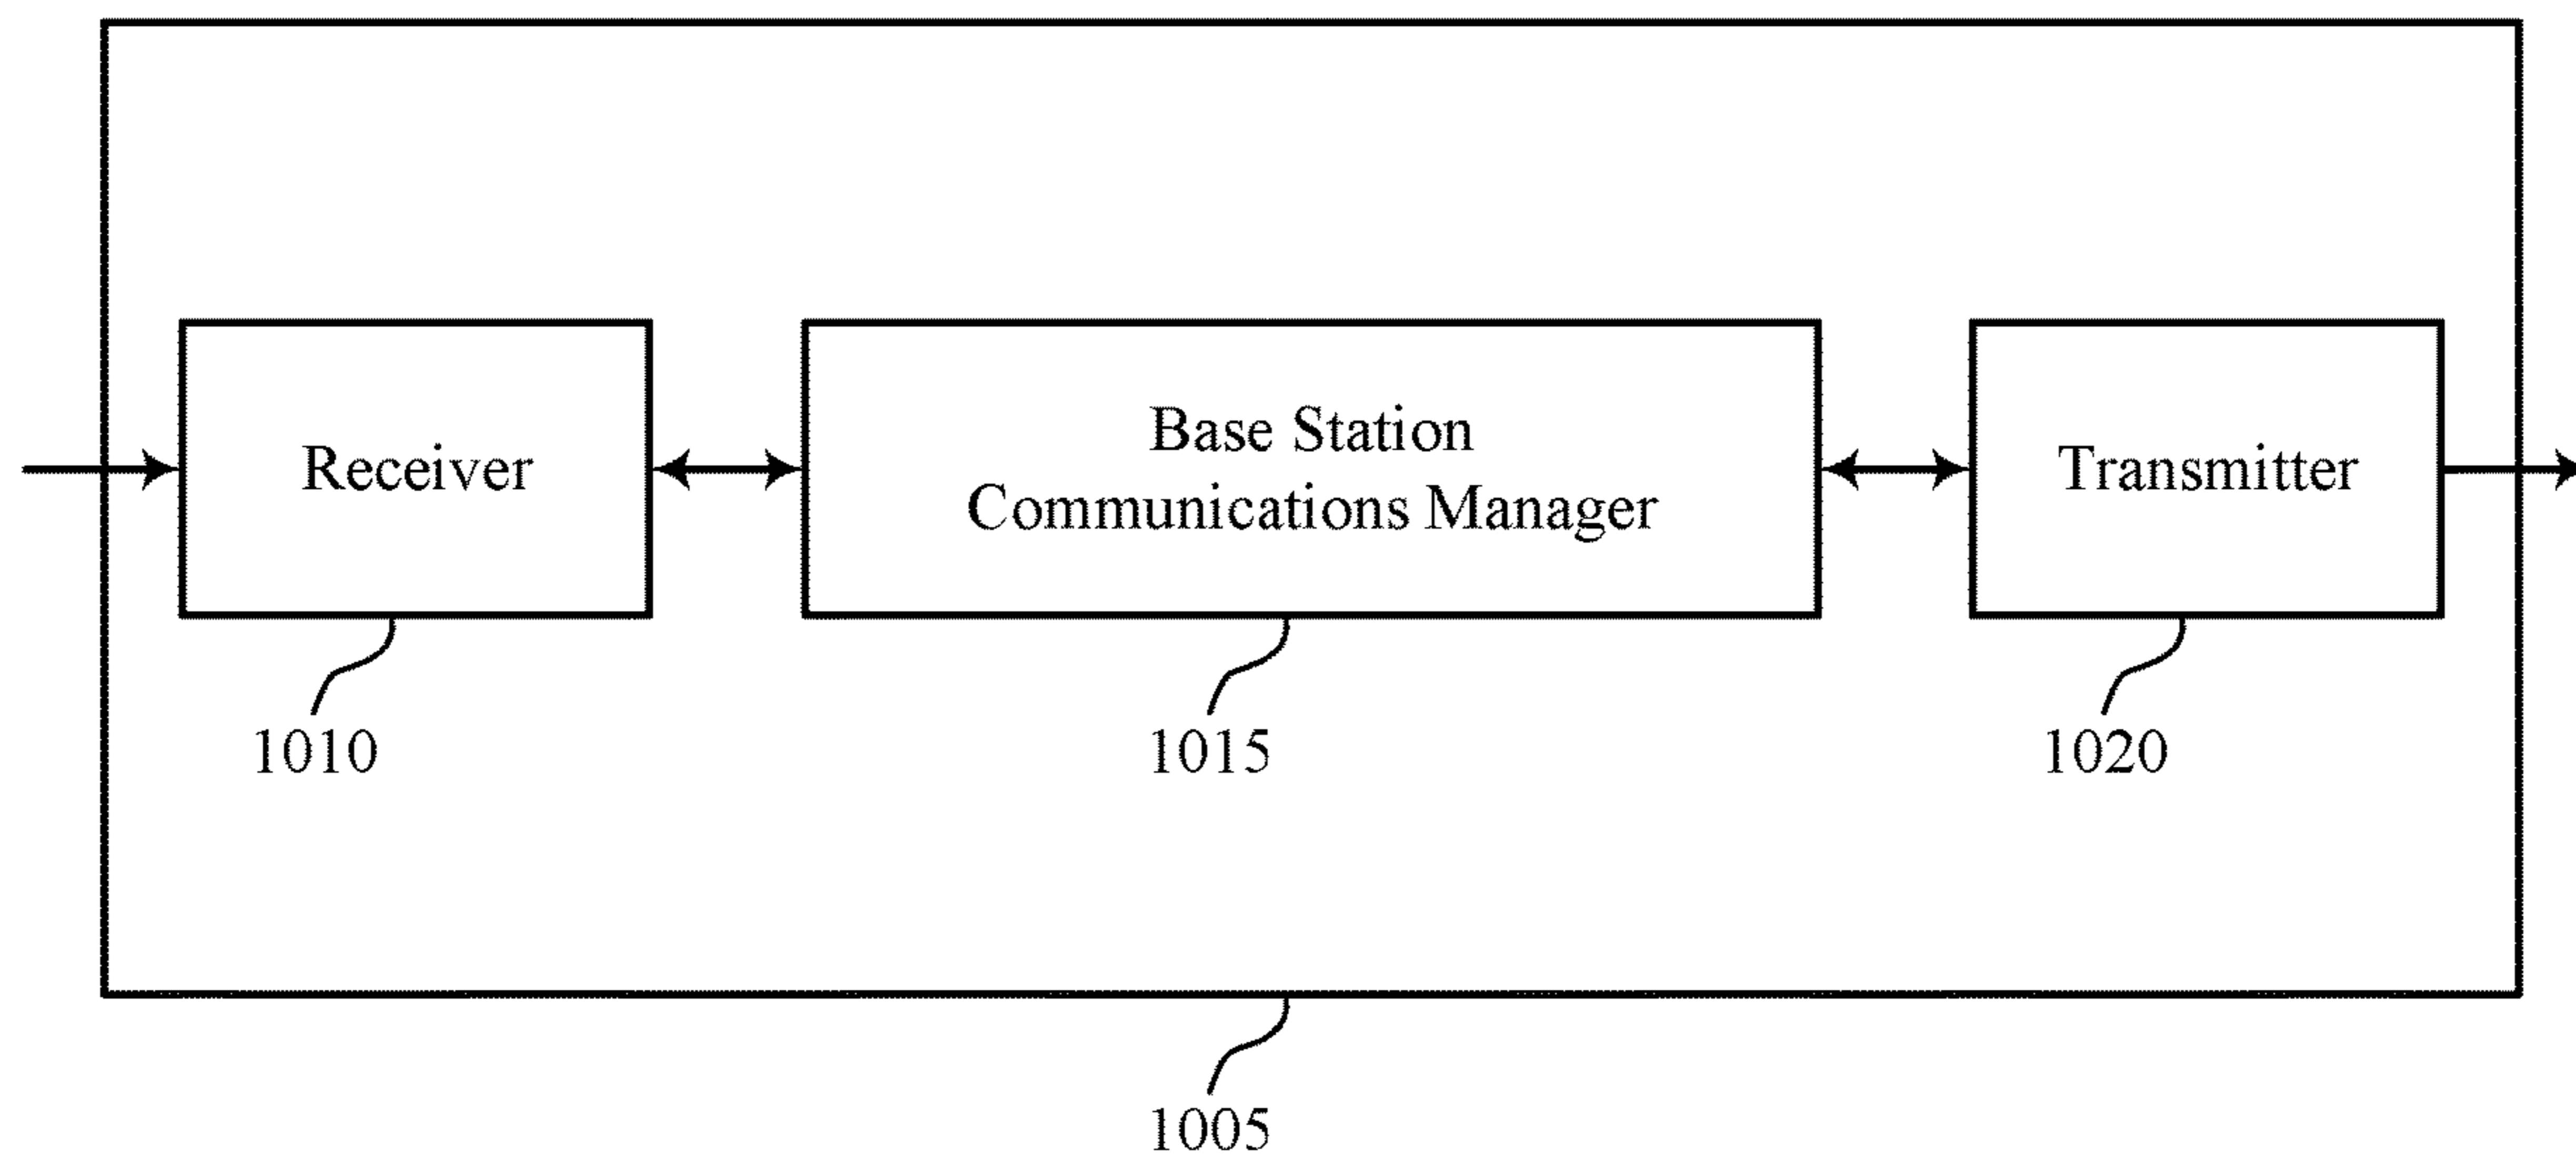 Receiver
Base Station
Communications Manager
Transmitter
1010
1015
1020
1005